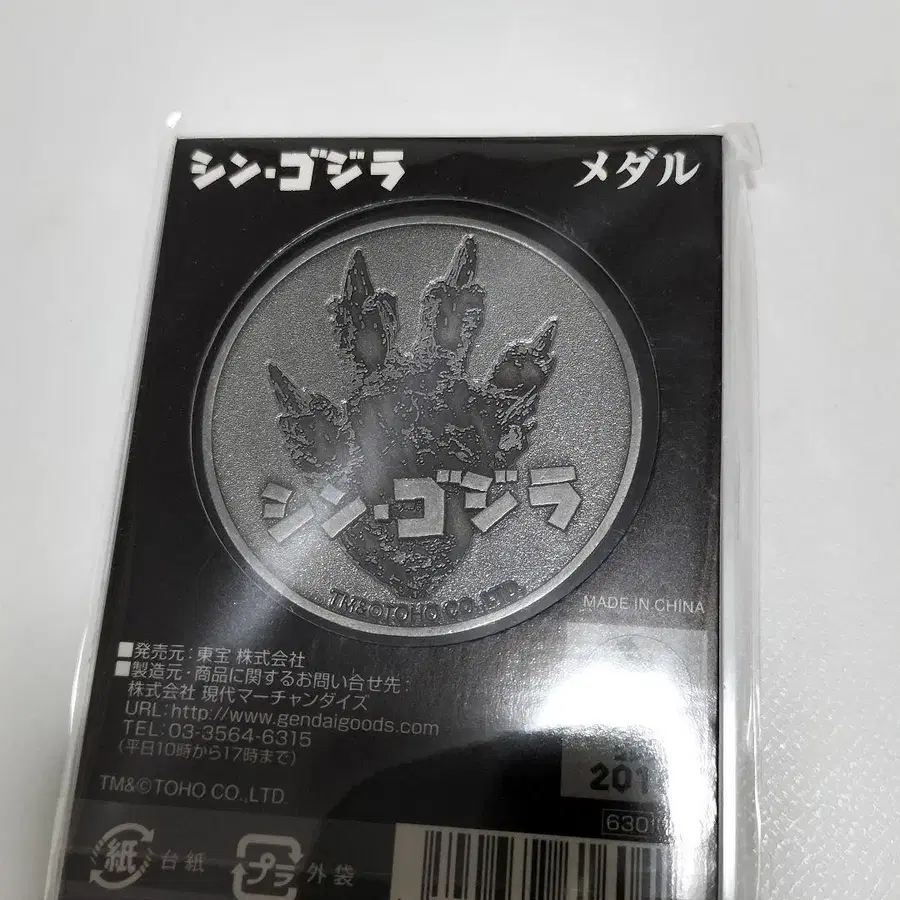 シン・ゴジラ
メダル
シン・ゴジラ
TM&©TOHO CO., LTD.
MADE IN CHINA
■発売元：東宝 株式会社
■製造元・商品に関するお問い合せ先：
株式会社 現代マーチャンダイズ
URL:http://www.gendaigoods.com
TEL: 03-3564-6315
(平日10時から17時まで)
TM&©TOHO CO.,LTD.
紙 台紙
プラ 外袋